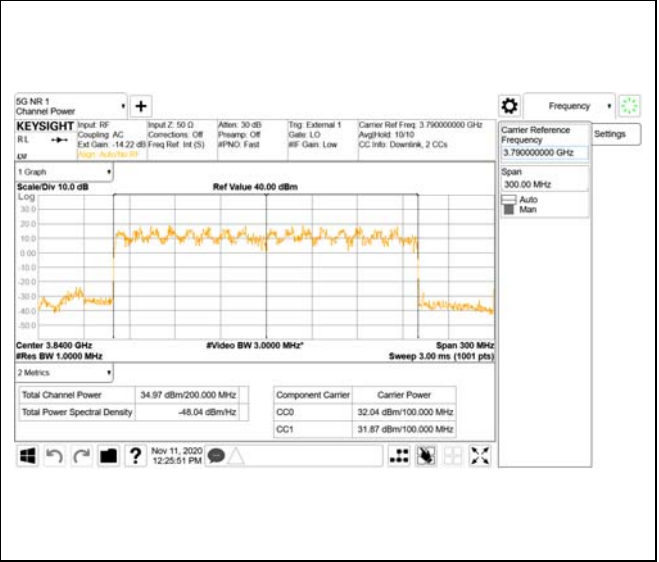 5G NR 1
Channel Power
Frequency
KEYSIGHT
Input: RF
Input Z: 50 Ω
Atten: 30 dB
Trig: External 1
Carrier Ref Freq: 3.790000000 GHz
R L
Coupling: AC
Corrections: Off
Preamp: Off
Gate: LO
Avg|Hold: 10/10
Ext Gain: -14.22 dB
Freq Ref: Int (S)
#PNO: Fast
#IF Gain: Low
CC Info: Downlink, 2 CCs
Align: Auto/No RF
Carrier Reference
Frequency
3.790000000 GHz
Settings
Span
300.00 MHz
Auto
Man
1 Graph
Scale/Div 10.0 dB
Ref Value 40.00 dBm
Log
30.0
20.0
10.0
0.00
-10.0
-20.0
-30.0
-40.0
-50.0
Center 3.8400 GHz
#Video BW 3.0000 MHz*
Span 300 MHz
#Res BW 1.0000 MHz
Sweep 3.00 ms (1001 pts)
2 Metrics
Total Channel Power
34.97 dBm/200.000 MHz
Total Power Spectral Density
-48.04 dBm/Hz
Component Carrier
Carrier Power
CC0
32.04 dBm/100.000 MHz
CC1
31.87 dBm/100.000 MHz
?
Nov 11, 2020
12:25:51 PM